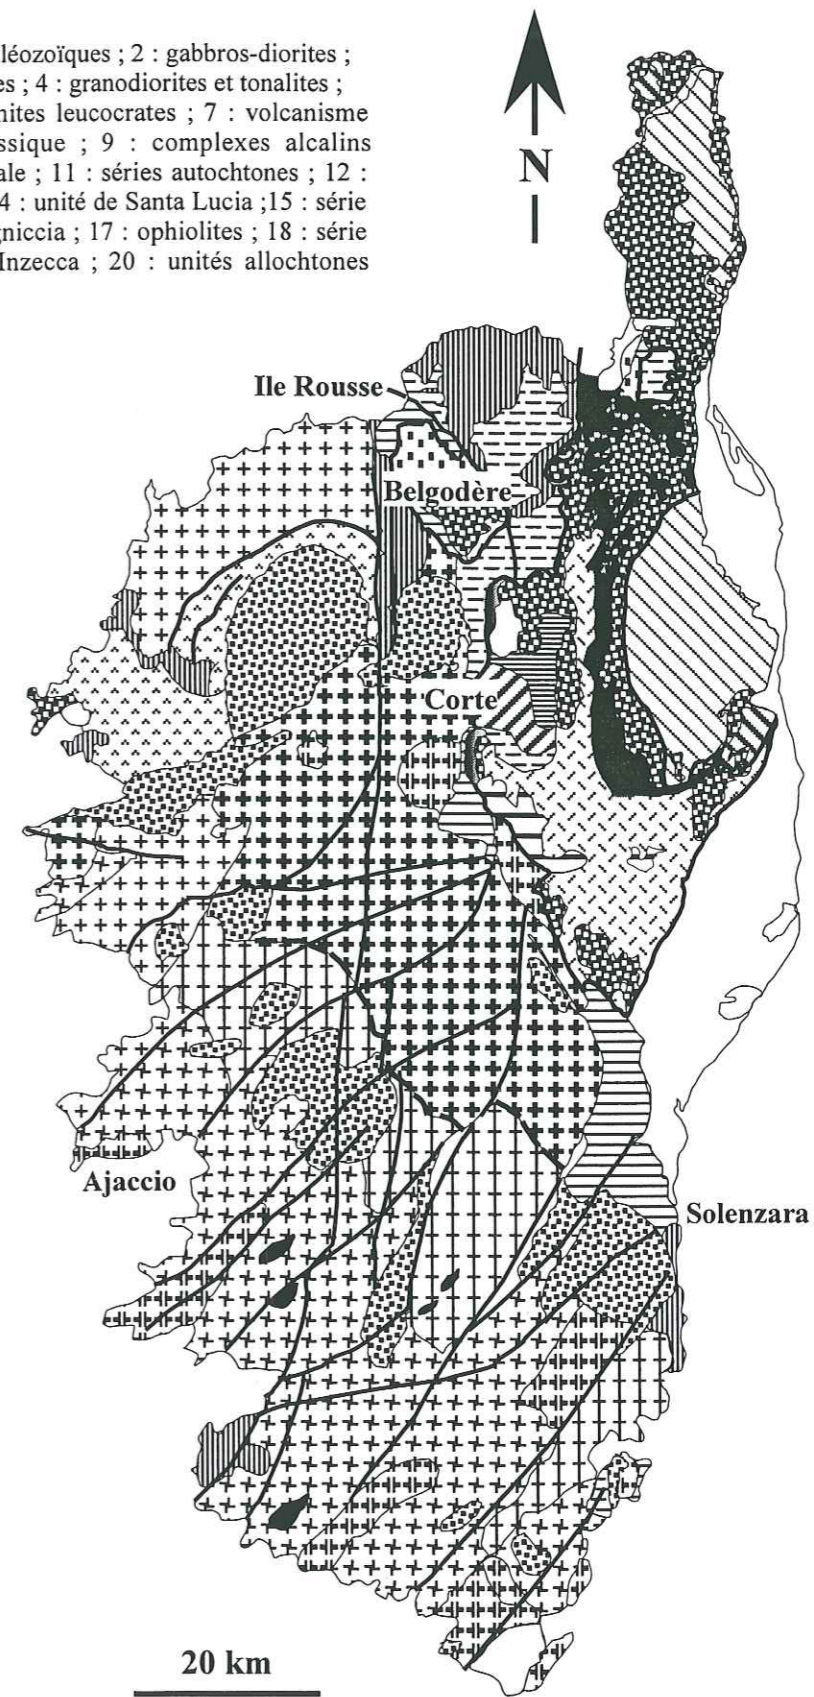 léozoïques ; 2 : gabbros-diorites ;
es ; 4 : granodiorites et tonalites ;
nites leucocrates ; 7 : volcanisme
ssique ; 9 : complexes alcalins
ale ; 11 : séries autochtones ; 12 :
4 : unité de Santa Lucia ;15 : série
gniccia ; 17 : ophiolites ; 18 : série
Inzecca ; 20 : unités allochtones
N
Ile Rousse
Belgodère
Corte
Ajaccio
Solenzara
20 km